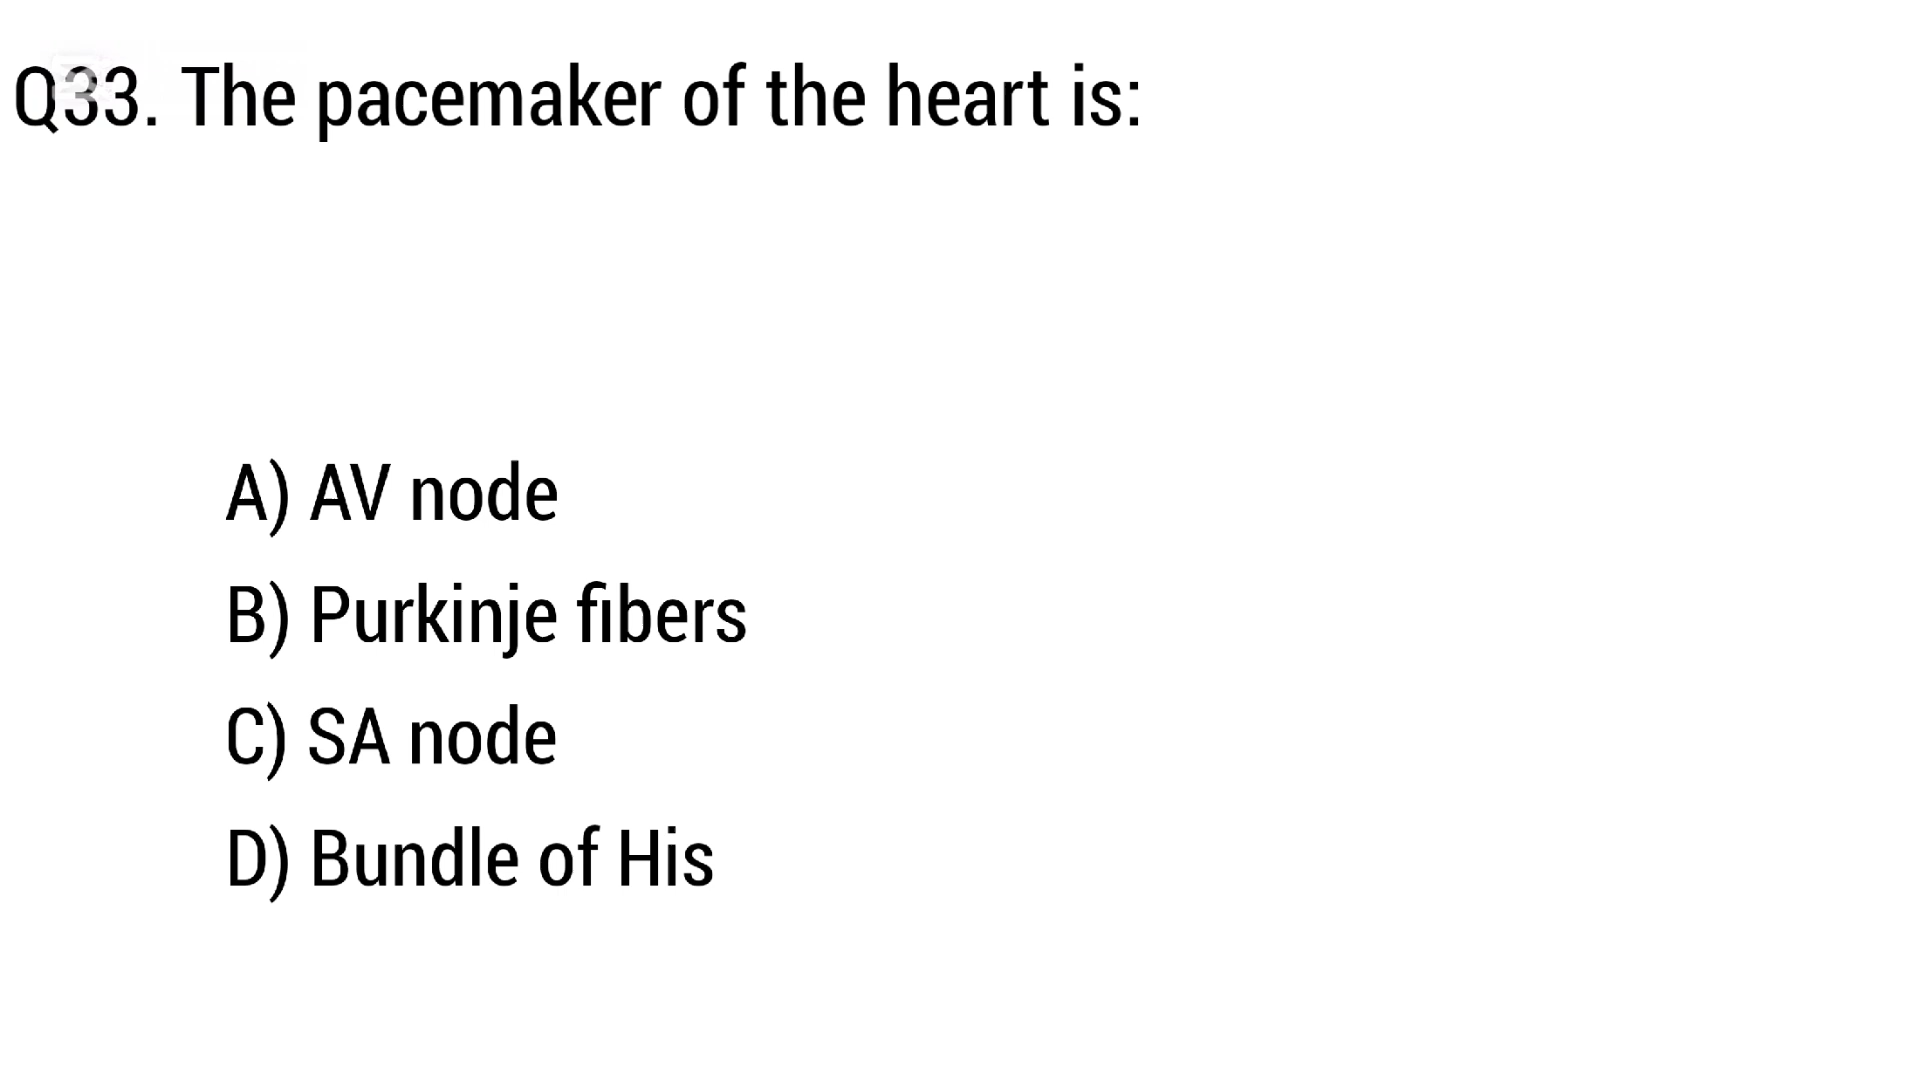 Q33. The pacemaker of the heart is:
A) AV node
B) Purkinje fibers
C) SA node
D) Bundle of His